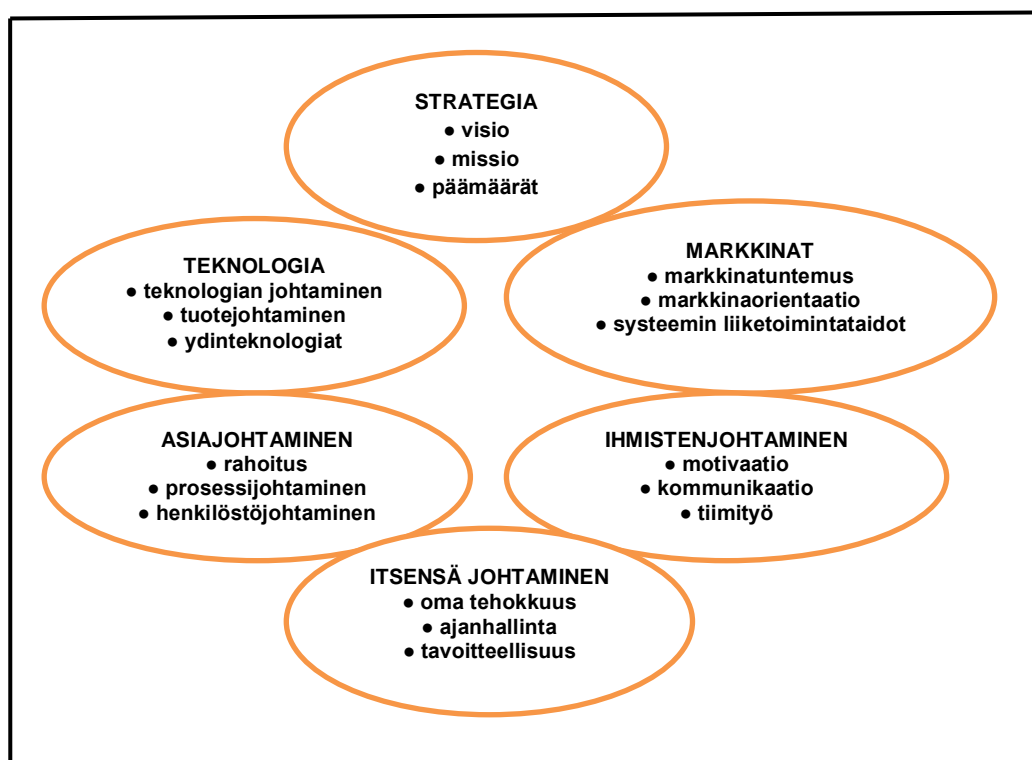 STRATEGIA
● visio
● missio
● päämäärät
TEKNOLOGIA
● teknologian johtaminen
● tuotejohtaminen
● ydinteknologiat
MARKKINAT
● markkinatuntemus
● markkinaorientaatio
● systeemin liiketoimintataidot
ASIAJOHTAMINEN
● rahoitus
● prosessijohtaminen
● henkilöstöjohtaminen
IHMISTENJOHTAMINEN
● motivaatio
● kommunikaatio
● tiimityö
ITSENSÄ JOHTAMINEN
● oma tehokkuus
● ajanhallinta
● tavoitteellisuus